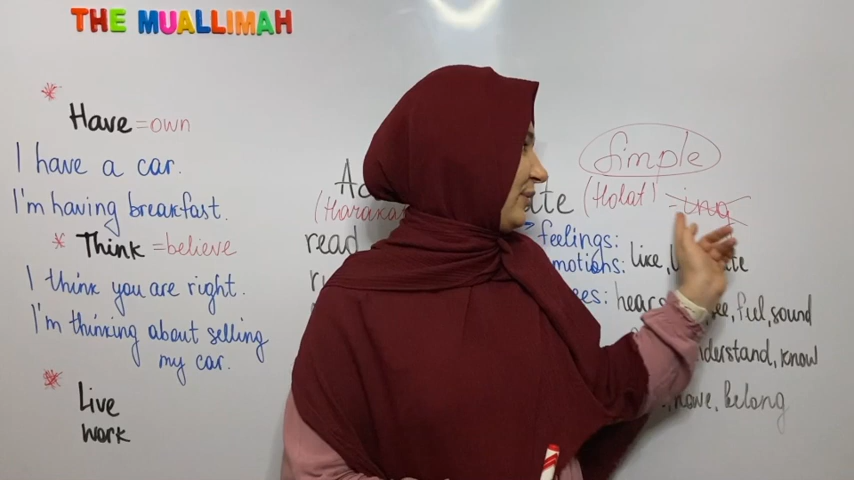 THE MUALLIMAH
* Have = own
I have a car.
I'm having breakfast.
* Think = believe
I think you are right.
I'm thinking about selling
my car.
* Live
work
Simple
(Holat)
ing
feelings:
like,
hear, feel, sound
understand, know
have, belong
read